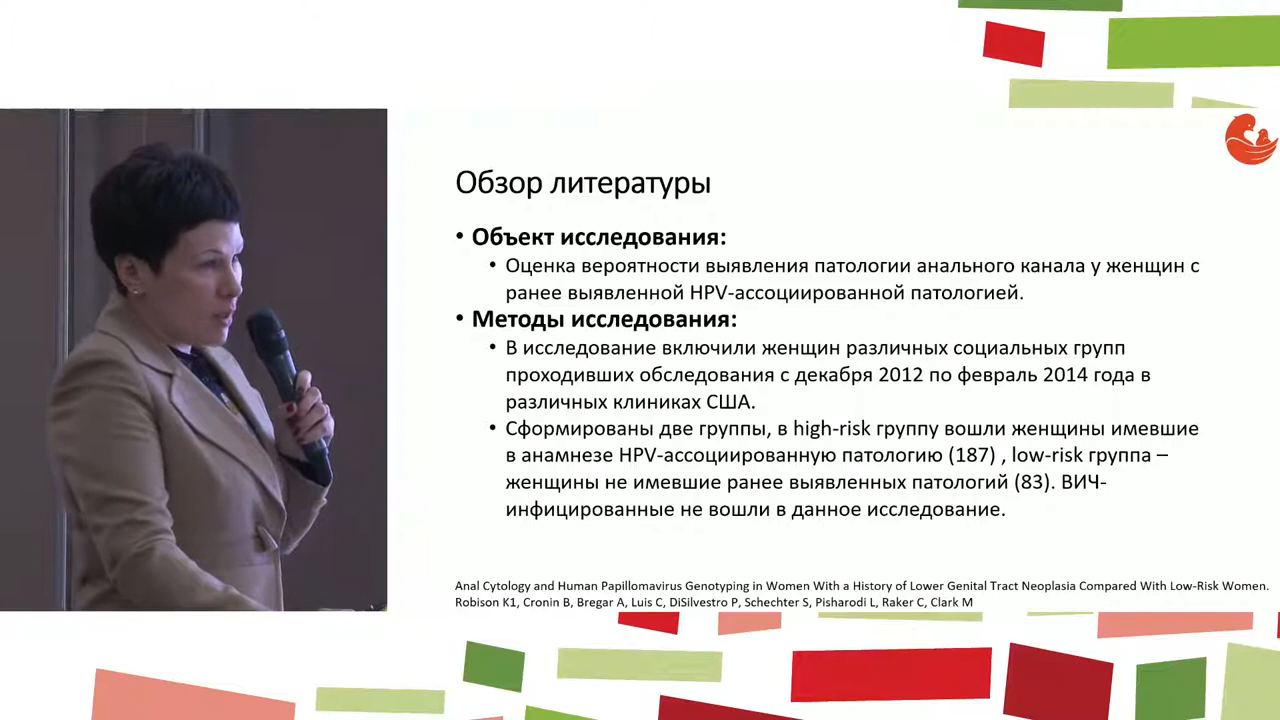 Обзор литературы
• Объект исследования:
• Оценка вероятности выявления патологии анального канала у женщин с
ранее выявленной HPV-ассоциированной патологией.
• Методы исследования:
• В исследование включили женщин различных социальных групп
проходивших обследования с декабря 2012 по февраль 2014 года в
различных клиниках США.
• Сформированы две группы, в high-risk группу вошли женщины имевшие
в анамнезе HPV-ассоциированную патологию (187) , low-risk группа –
женщины не имевшие ранее выявленных патологий (83). ВИЧ-
инфицированные не вошли в данное исследование.
Anal Cytology and Human Papillomavirus Genotyping in Women With a History of Lower Genital Tract Neoplasia Compared With Low-Risk Women.
Robison K1, Cronin B, Bregar A, Luis C, DiSilvestro P, Schechter S, Pisharodi L, Raker C, Clark M